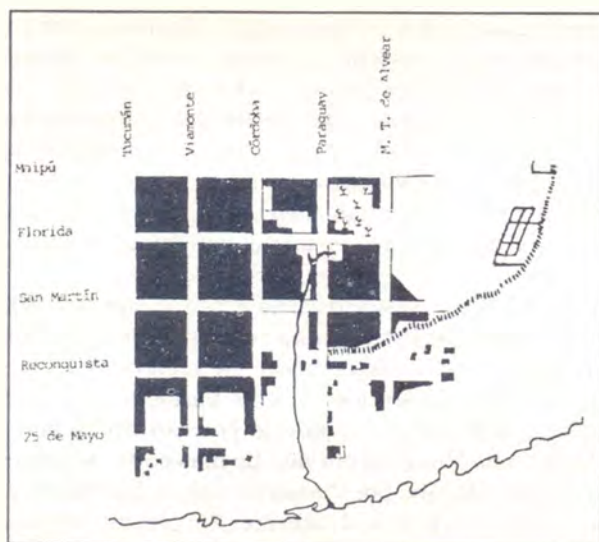 Tucumán
Viamonte
Córdoba
Paraguay
M. T. de Alvear
Maipú
Florida
San Martín
Reconquista
25 de Mayo